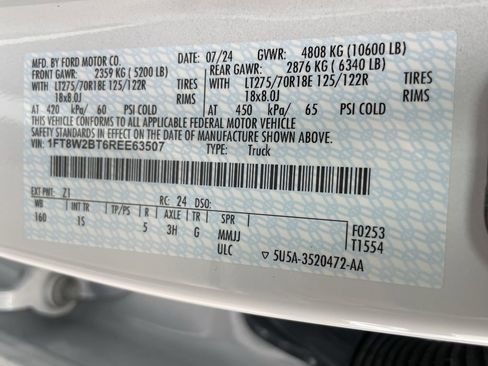 MFD. BY FORD MOTOR CO. 07/24 GVWR: 4808 KG (10600 LB)
FRONT GAWR: 2359 KG ( 5200 LB) REAR GAWR: 2876 KG ( 6340 LB)
WITH LT275/70R18E 125/122R TIRES WITH LT275/70R18E 125/122R TIRES
18x8.0J RIMS 18x8.0J RIMS
AT 420 kPa/ 60 PSI COLD AT 450 kPa/ 65 PSI COLD
THIS VEHICLE CONFORMS TO ALL APPLICABLE FEDERAL MOTOR VEHICLE
SAFETY AND THEFT PREVENTION STANDARDS IN EFFECT ON THE DATE OF MANUFACTURE SHOWN ABOVE.
VIN: 1FT8W2BT6REE63507 TYPE: Truck
EXT PNT: Z1 RC: 24 DSO:
WB INT TR TP/PS R AXLE TR SPR
160 1S 5 3H G MMJJ F0253
ULC T1554
▽ 5U5A-3520472-AA